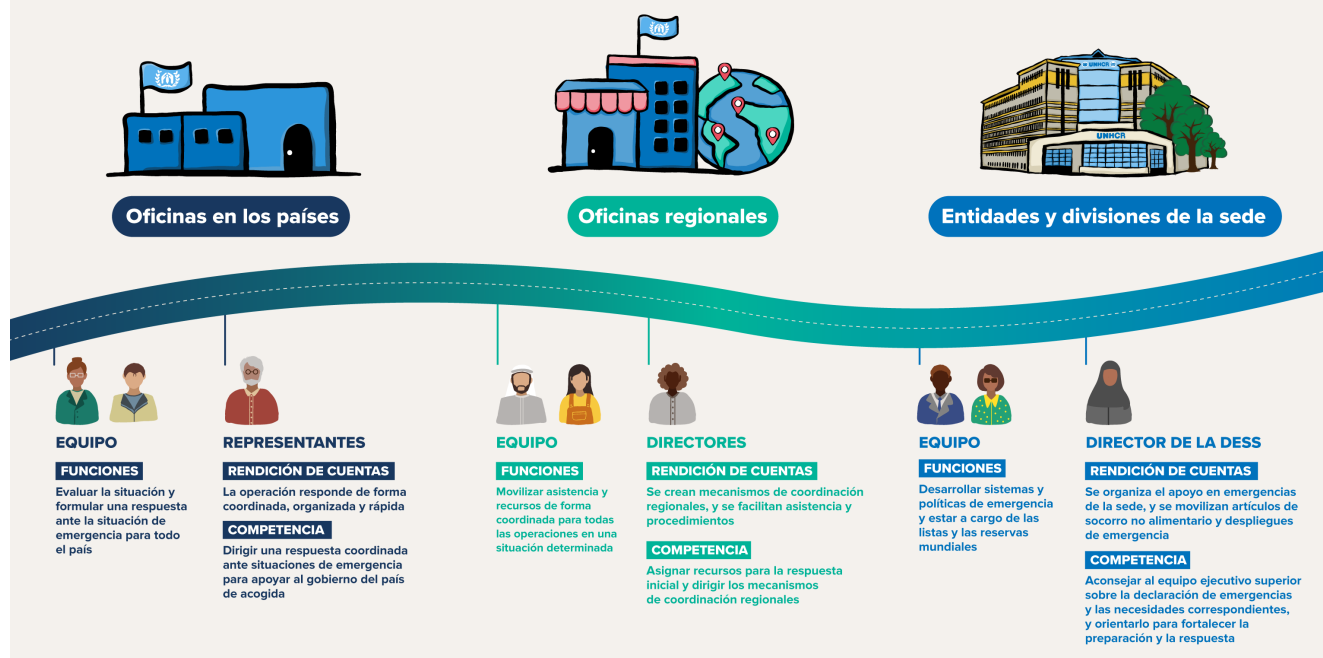 UNHCR
UNHCR
Oficinas en los países
Oficinas regionales
Entidades y divisiones de la sede
EQUIPO
FUNCIONES
Evaluar la situación y
formular una respuesta
ante la situación de
emergencia para todo
el país
REPRESENTANTES
RENDICIÓN DE CUENTAS
La operación responde de forma
coordinada, organizada y rápida
COMPETENCIA
Dirigir una respuesta coordinada
ante situaciones de emergencia
para apoyar al gobierno del país
de acogida
EQUIPO
FUNCIONES
Movilizar asistencia y
recursos de forma
coordinada para todas
las operaciones en una
situación determinada
DIRECTORES
RENDICIÓN DE CUENTAS
Se crean mecanismos de coordinación
regionales, y se facilitan asistencia y
procedimientos
COMPETENCIA
Asignar recursos para la respuesta
inicial y dirigir los mecanismos
de coordinación regionales
EQUIPO
FUNCIONES
Desarrollar sistemas y
políticas de emergencia
y estar a cargo de las
listas y las reservas
mundiales
DIRECTOR DE LA DESS
RENDICIÓN DE CUENTAS
Se organiza el apoyo en emergencias
de la sede, y se movilizan artículos de
socorro no alimentario y despliegues
de emergencia
COMPETENCIA
Aconsejar al equipo ejecutivo superior
sobre la declaración de emergencias
y las necesidades correspondientes,
y orientarlo para fortalecer la
preparación y la respuesta